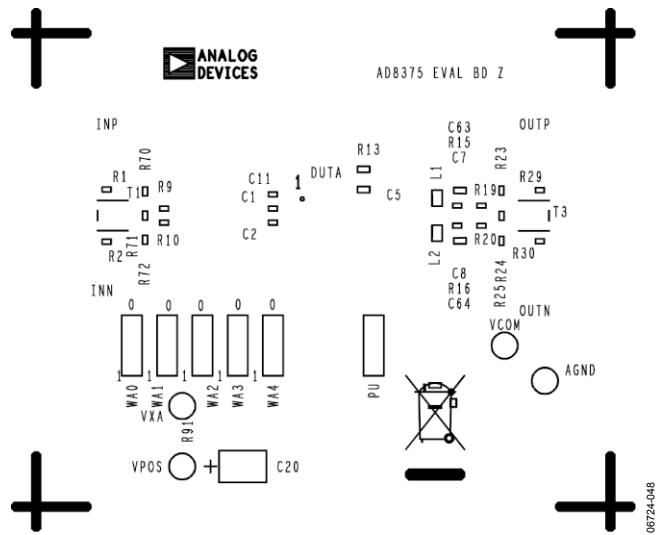 ANALOG
DEVICES
AD8375 EVAL BD Z
INP
C63
OUTP
R15
R70
R13
C7
R23
R1
T1
R9
C11
1
DUTA
L1
R19
R29
C1
C5
T3
C2
R2
R71
R10
L2
R20
R30
R72
C8
R24
INN
R16
R25
C64
OUTN
0
0
0
0
0
VCOM
1
1
1
1
1
AGND
WA0
WA1
WA2
WA3
WA4
PU
VXA
R91
VPOS
+
C20
06724-048